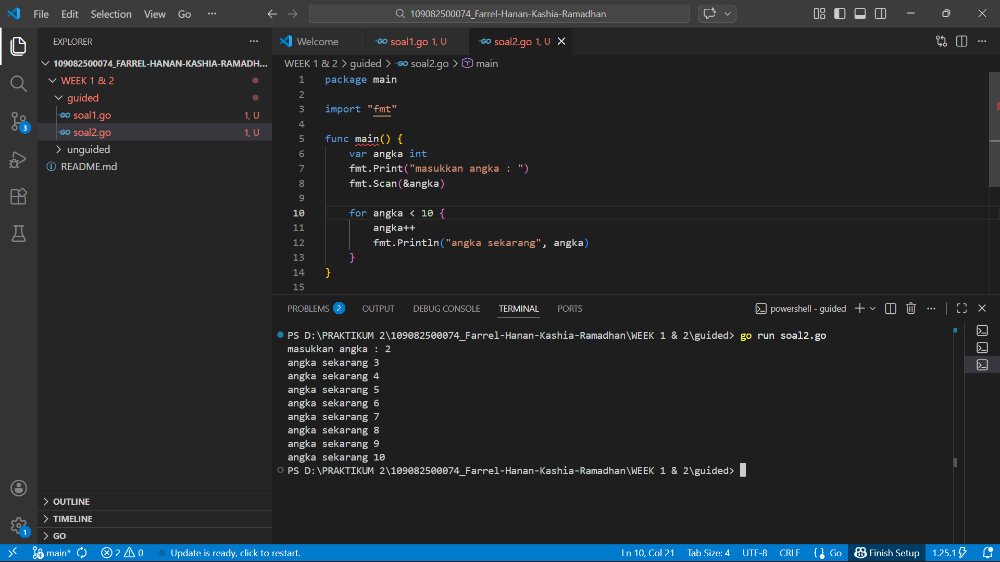 File Edit Selection View Go
109082500074_Farrel-Hanan-Kashia-Ramadhan
EXPLORER
109082500074_FARREL-HANAN-KASHIA-RAMADH...
WEEK 1 & 2
guided
GO soal1.go 1, U
GO soal2.go 1, U
unguided
README.md
3
OUTLINE
TIMELINE
GO
1
Welcome
GO soal1.go 1, U
GO soal2.go 1, U
WEEK 1 & 2 > guided > GO soal2.go > main
1 package main
2
3 import "fmt"
4
5 func main() {
6 var angka int
7 fmt.Print("masukkan angka : ")
8 fmt.Scan(&angka)
9
10 for angka < 10 {
11 angka++
12 fmt.Println("angka sekarang", angka)
13 }
14 }
15
PROBLEMS 2 OUTPUT DEBUG CONSOLE TERMINAL PORTS
powershell - guided
PS D:\PRAKTIKUM 2\109082500074_Farrel-Hanan-Kashia-Ramadhan\WEEK 1 & 2\guided> go run soal2.go
masukkan angka : 2
angka sekarang 3
angka sekarang 4
angka sekarang 5
angka sekarang 6
angka sekarang 7
angka sekarang 8
angka sekarang 9
angka sekarang 10
PS D:\PRAKTIKUM 2\109082500074_Farrel-Hanan-Kashia-Ramadhan\WEEK 1 & 2\guided>
main* 2 0 Update is ready, click to restart. Ln 10, Col 21 Tab Size: 4 UTF-8 CRLF {} Go Finish Setup 1.25.1